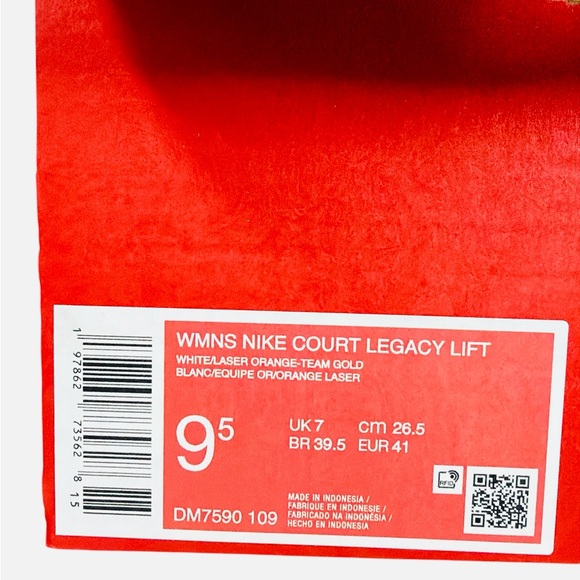 WMNS NIKE COURT LEGACY LIFT
WHITE/LASER ORANGE-TEAM GOLD
BLANC/EQUIPE OR/ORANGE LASER
9⁵
UK 7 cm 26.5
BR 39.5 EUR 41
DM7590 109
MADE IN INDONESIA /
FABRIQUE EN INDONESIE /
FABRICADO NA INDONÉSIA /
HECHO EN INDONESIA
RFID
1 97862 73562 8 15